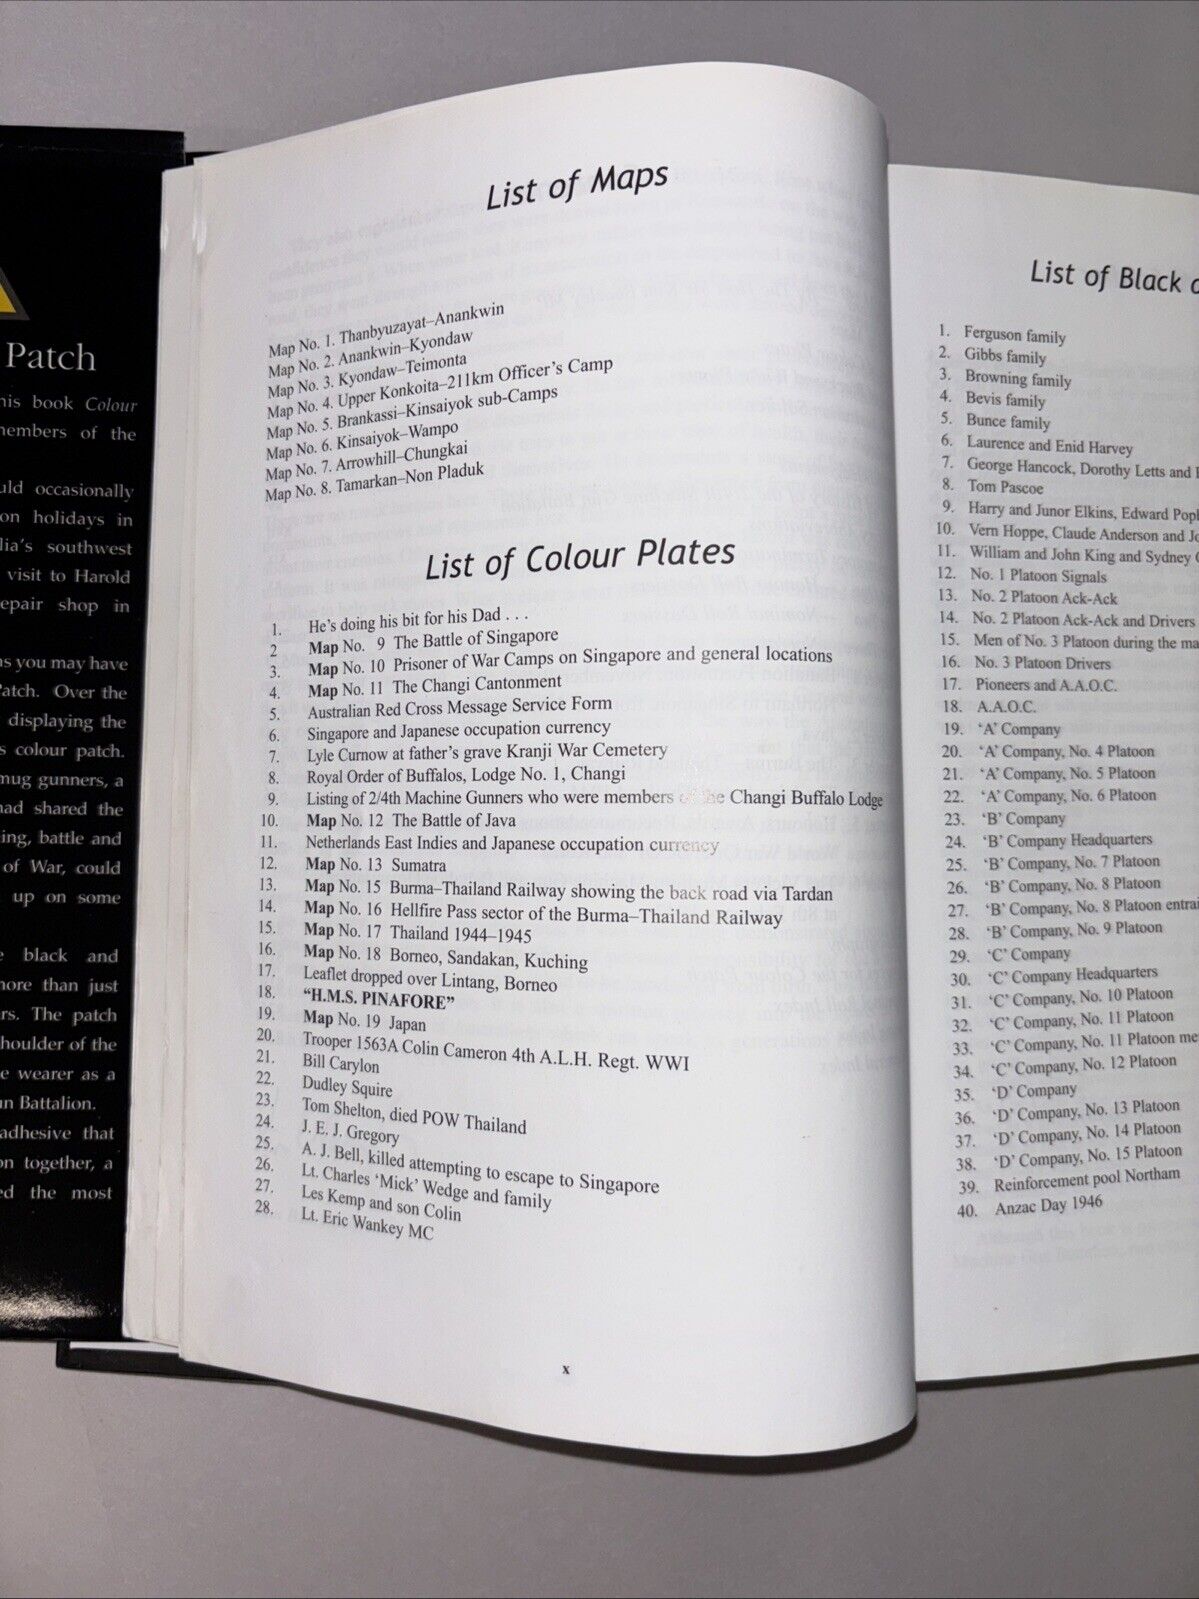 Patch
his book Colour
members of the
uld occasionally
on holidays in
lia's southwest
visit to Harold
epair shop in
as you may have
Patch. Over the
displaying the
s colour patch.
mug gunners, a
had shared the
ing, battle and
of War, could
up on some
e black and
more than just
rs. The patch
houlder of the
e wearer as a
un Battalion.
adhesive that
on together, a
ed the most
List of Maps
Map No. 1. Thanbyuzayat–Anankwin
Map No. 2. Anankwin–Kyondaw
Map No. 3. Kyondaw–Teimonta
Map No. 4. Upper Konkoita–211km Officer's Camp
Map No. 5. Brankassi–Kinsaiyok sub-Camps
Map No. 6. Kinsaiyok–Wampo
Map No. 7. Arrowhill–Chungkai
Map No. 8. Tamarkan–Non Pladuk
List of Colour Plates
1. He's doing his bit for his Dad . . .
2 Map No. 9 The Battle of Singapore
3. Map No. 10 Prisoner of War Camps on Singapore and general locations
4. Map No. 11 The Changi Cantonment
5. Australian Red Cross Message Service Form
6. Singapore and Japanese occupation currency
7. Lyle Curnow at father's grave Kranji War Cemetery
8. Royal Order of Buffalos, Lodge No. 1, Changi
9. Listing of 2/4th Machine Gunners who were members of the Changi Buffalo Lodge
10. Map No. 12 The Battle of Java
11. Netherlands East Indies and Japanese occupation currency
12. Map No. 13 Sumatra
13. Map No. 15 Burma–Thailand Railway showing the back road via Tardan
14. Map No. 16 Hellfire Pass sector of the Burma–Thailand Railway
15. Map No. 17 Thailand 1944–1945
16. Map No. 18 Borneo, Sandakan, Kuching
17. Leaflet dropped over Lintang, Borneo
18. "H.M.S. PINAFORE"
19. Map No. 19 Japan
20. Trooper 1563A Colin Cameron 4th A.L.H. Regt. WWI
21. Bill Carylon
22. Dudley Squire
23. Tom Shelton, died POW Thailand
24. J. E. J. Gregory
25. A. J. Bell, killed attempting to escape to Singapore
26. Lt. Charles 'Mick' Wedge and family
27. Les Kemp and son Colin
28. Lt. Eric Wankey MC
x
List of Black
1. Ferguson family
2. Gibbs family
3. Browning family
4. Bevis family
5. Bunce family
6. Laurence and Enid Harvey
7. George Hancock, Dorothy Letts and
8. Tom Pascoe
9. Harry and Junor Elkins, Edward Popl
10. Vern Hoppe, Claude Anderson and Jo
11. William and John King and Sydney
12. No. 1 Platoon Signals
13. No. 2 Platoon Ack-Ack
14. No. 2 Platoon Ack-Ack and Drivers
15. Men of No. 3 Platoon during the ma
16. No. 3 Platoon Drivers
17. Pioneers and A.A.O.C.
18. A.A.O.C.
19. 'A' Company
20. 'A' Company, No. 4 Platoon
21. 'A' Company, No. 5 Platoon
22. 'A' Company, No. 6 Platoon
23. 'B' Company
24. 'B' Company Headquarters
25. 'B' Company, No. 7 Platoon
26. 'B' Company, No. 8 Platoon
27. 'B' Company, No. 8 Platoon entrai
28. 'B' Company, No. 9 Platoon
29. 'C' Company
30. 'C' Company Headquarters
31. 'C' Company, No. 10 Platoon
32. 'C' Company, No. 11 Platoon
33. 'C' Company, No. 11 Platoon me
34. 'C' Company, No. 12 Platoon
35. 'D' Company
36. 'D' Company, No. 13 Platoon
37. 'D' Company, No. 14 Platoon
38. 'D' Company, No. 15 Platoon
39. Reinforcement pool Northam
40. Anzac Day 1946